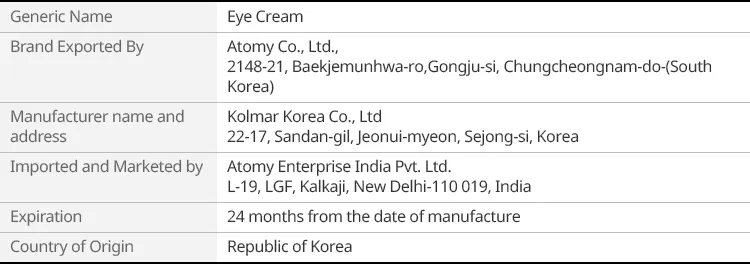 Generic Name Eye Cream
Brand Exported By Atomy Co., Ltd.,
2148-21, Baekjemunhwa-ro,Gongju-si, Chungcheongnam-do-(South
Korea)
Manufacturer name and Kolmar Korea Co., Ltd
address 22-17, Sandan-gil, Jeonui-myeon, Sejong-si, Korea
Imported and Marketed by Atomy Enterprise India Pvt. Ltd.
L-19, LGF, Kalkaji, New Delhi-110 019, India
Expiration 24 months from the date of manufacture
Country of Origin Republic of Korea